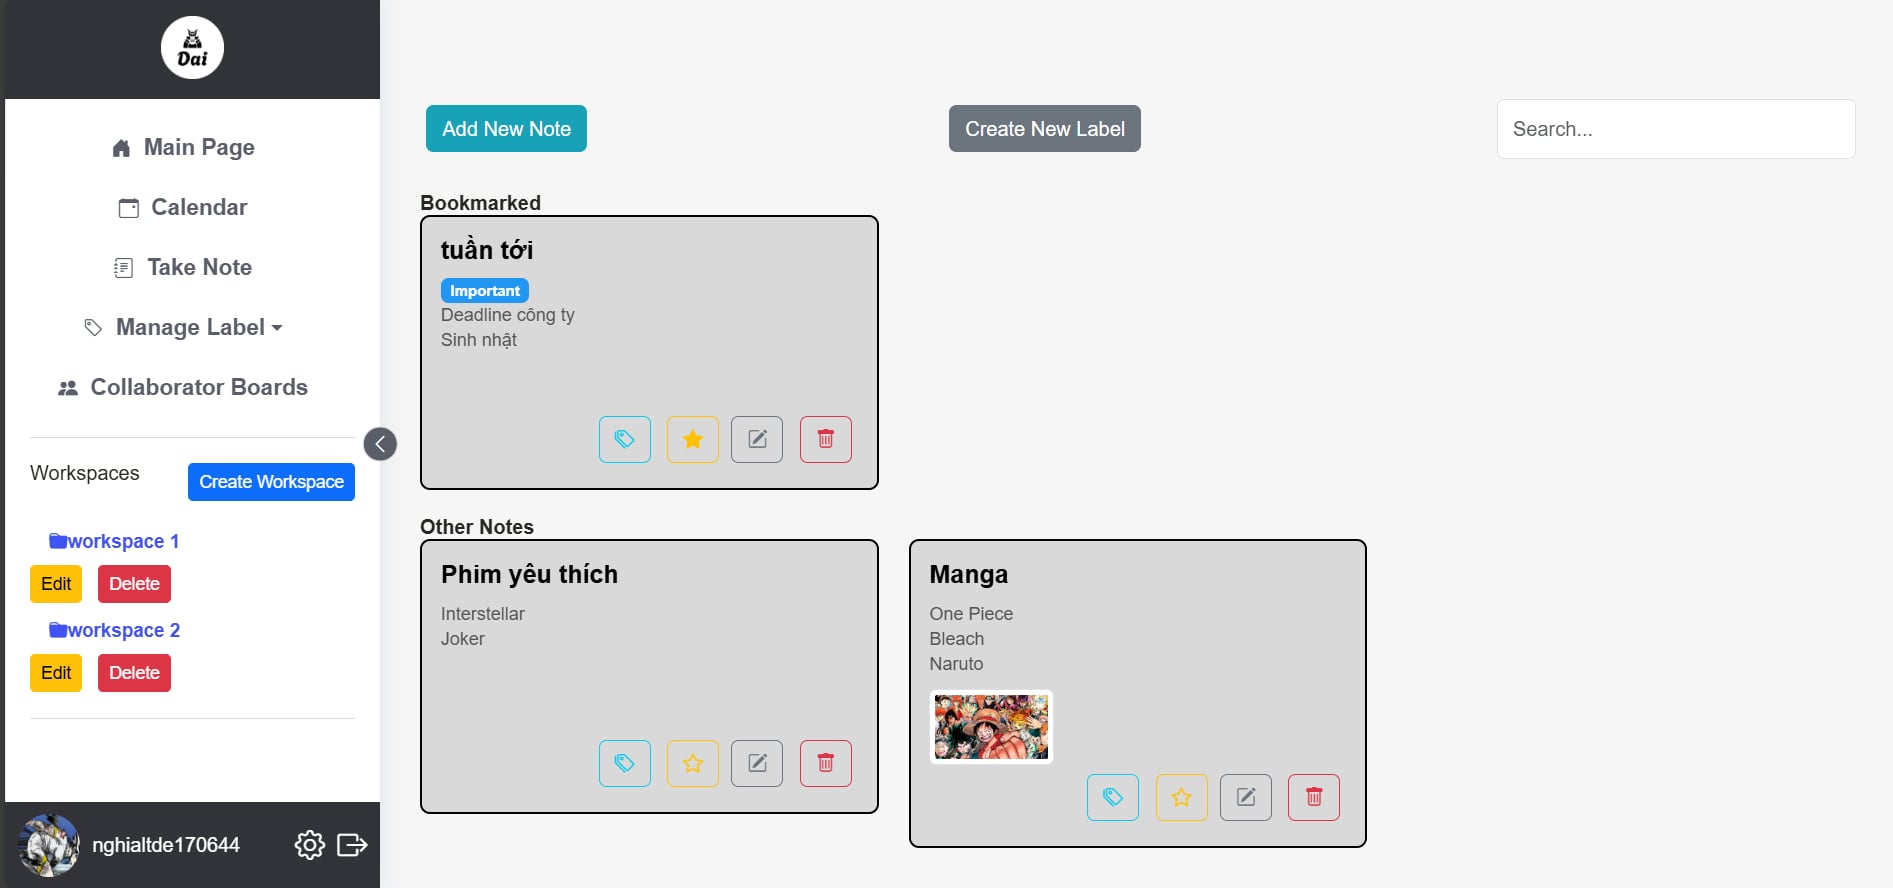 Dai
Main Page
Calendar
Take Note
Manage Label
Collaborator Boards
Workspaces
Create Workspace
workspace 1
Edit
Delete
workspace 2
Edit
Delete
nghialtde170644
Add New Note
Create New Label
Search...
Bookmarked
tuần tới
Important
Deadline công ty
Sinh nhật
Other Notes
Phim yêu thích
Interstellar
Joker
Manga
One Piece
Bleach
Naruto